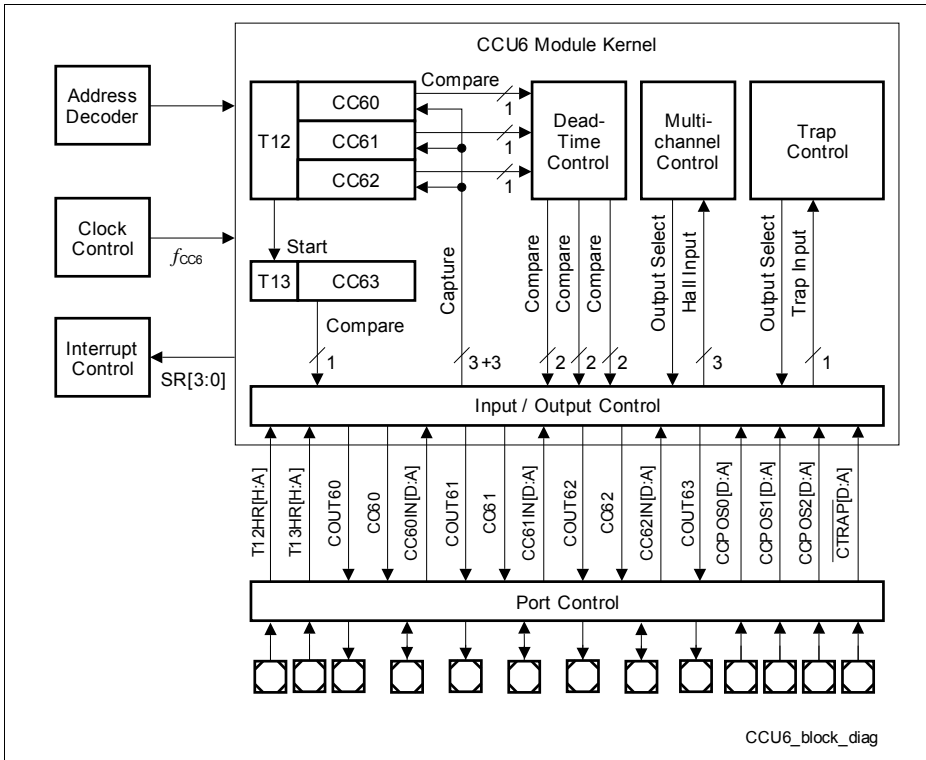 CCU6 Module Kernel
Address
Decoder
Clock
Control
fCC6
Interrupt
Control
SR[3:0]
T12
CC60
CC61
CC62
Compare
1
1
1
Dead-
Time
Control
Multi-
channel
Control
Trap
Control
Start
T13
CC63
Compare
1
Capture
3+3
Compare
2
Compare
2
Compare
2
Output Select
Hall Input
3
Output Select
Trap Input
1
Input / Output Control
T12HR[H:A]
T13HR[H:A]
COUT60
CC60
CC60IN[D:A]
COUT61
CC61
CC61IN[D:A]
COUT62
CC62
CC62IN[D:A]
COUT63
CCPOS0[D:A]
CCPOS1[D:A]
CCPOS2[D:A]
CTRAP[D:A]
Port Control
CCU6_block_diag